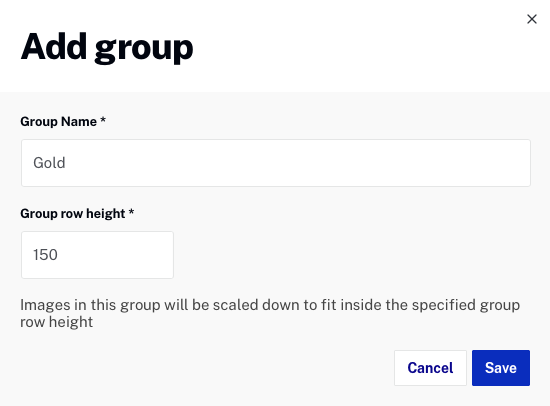 Add group
Group Name *
Gold
Group row height *
150
Images in this group will be scaled down to fit inside the specified group
row height
Cancel
Save